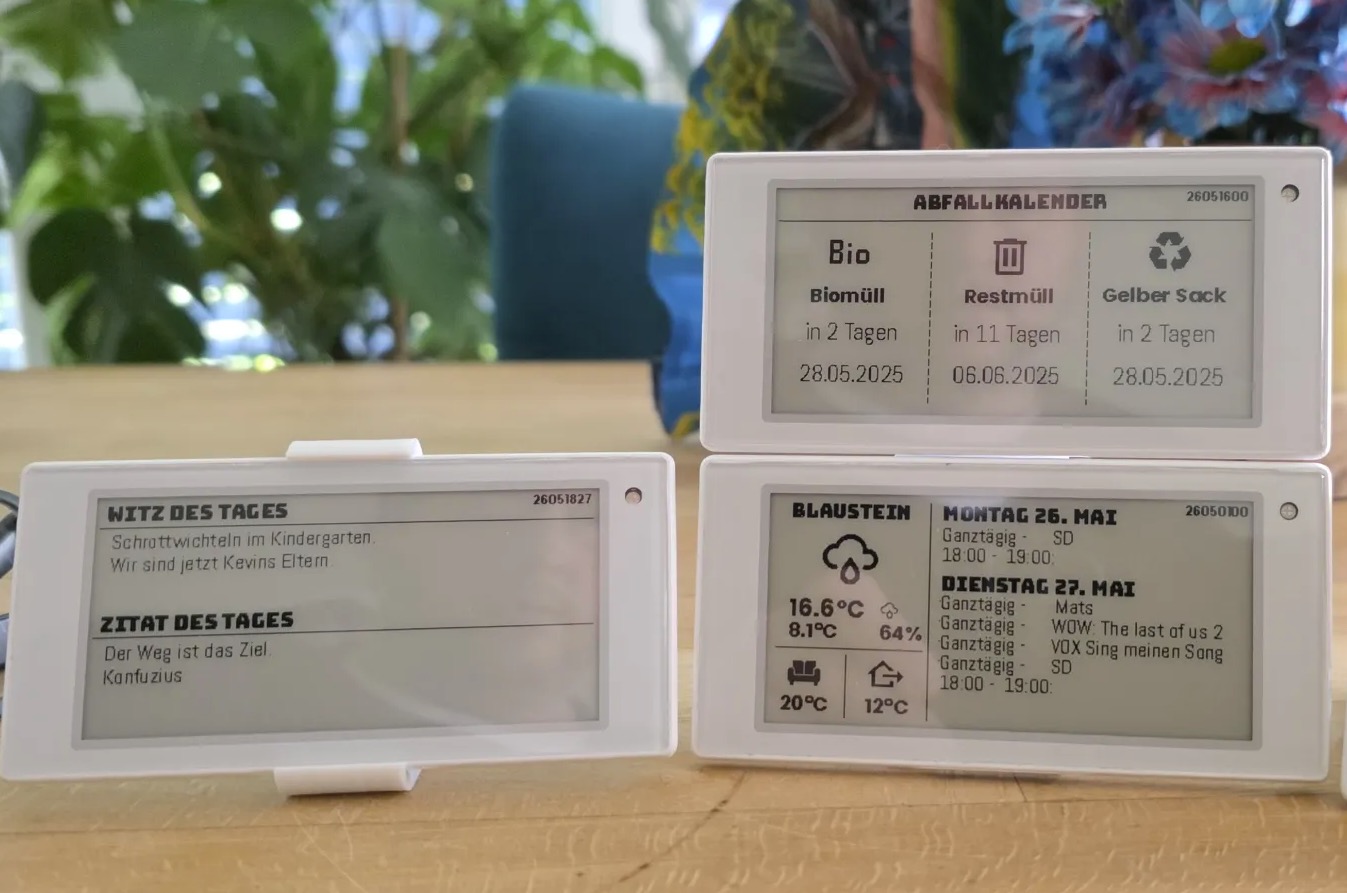 WITZ DES TAGES
26051827
Schrottwichteln im Kindergarten.
Wir sind jetzt Kevins Eltern.
ZITAT DES TAGES
Der Weg ist das Ziel.
Konfuzius
ABFALLKALENDER
26051600
Bio
Biomüll
in 2 Tagen
28.05.2025
Restmüll
in 11 Tagen
06.06.2025
Gelber Sack
in 2 Tagen
28.05.2025
BLAUSTEIN
16.6°C
8.1°C
64%
20°C
12°C
MONTAG 26. MAI
26050100
Ganztägig - SD
18:00 - 19:00:
DIENSTAG 27. MAI
Ganztägig - Mats
Ganztägig - WOW: The last of us 2
Ganztägig - VOX Sing meinen Song
Ganztägig - SD
18:00 - 19:00: